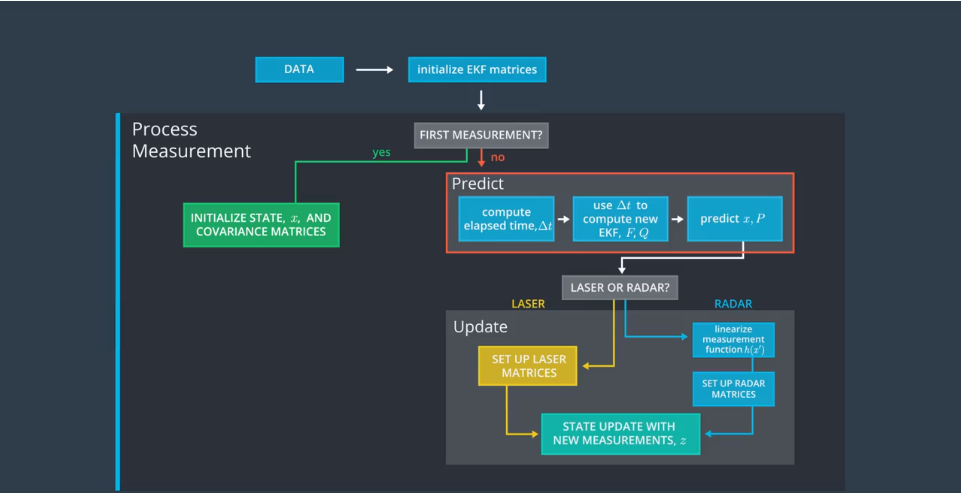 DATA
initialize EKF matrices
Process
Measurement
FIRST MEASUREMENT?
yes
no
Predict
compute
elapsed time, Δt
use Δt to
compute new
EKF, F, Q
predict x, P
INITIALIZE STATE, x, AND
COVARIANCE MATRICES
LASER OR RADAR?
LASER
RADAR
Update
linearize
measurement
function h(x')
SET UP LASER
MATRICES
SET UP RADAR
MATRICES
STATE UPDATE WITH
NEW MEASUREMENTS, z